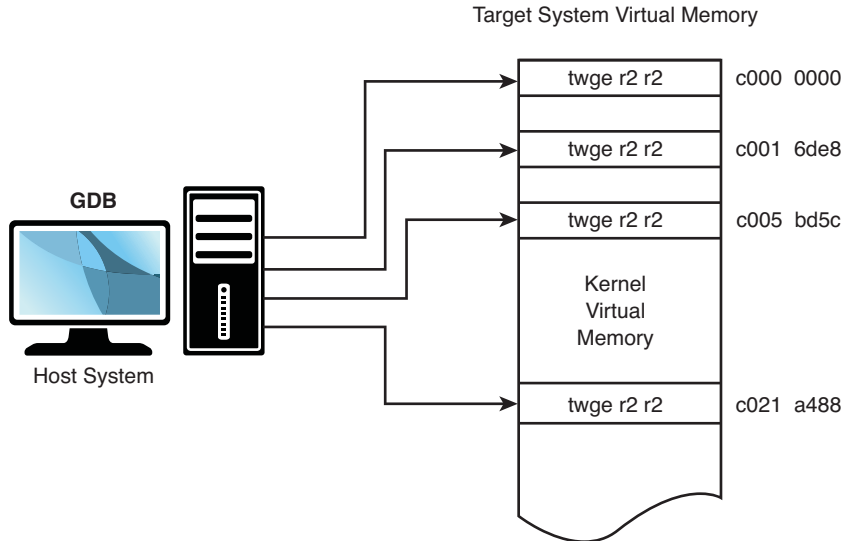 Target System Virtual Memory
twge r2 r2 c000 0000
twge r2 r2 c001 6de8
GDB
twge r2 r2 c005 bd5c
Kernel
Virtual
Memory
Host System
twge r2 r2 c021 a488